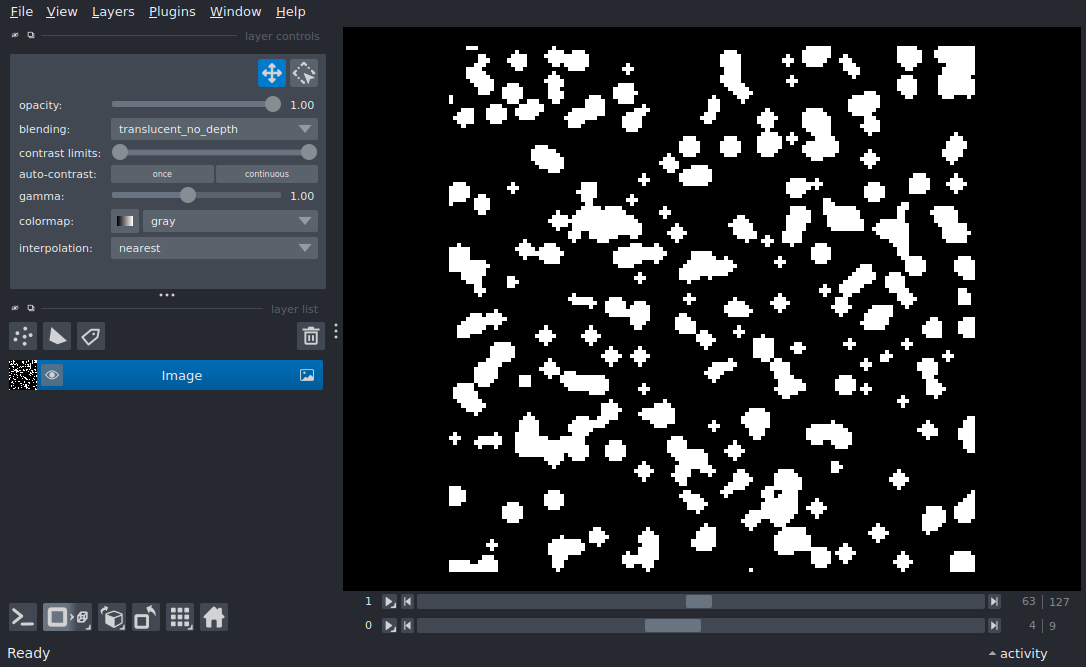 File View Layers Plugins Window Help
layer controls
opacity: 1.00
blending: translucent_no_depth
contrast limits:
auto-contrast: once continuous
gamma: 1.00
colormap: gray
interpolation: nearest
layer list
Image
1 63 | 127
0 4 | 9
Ready activity